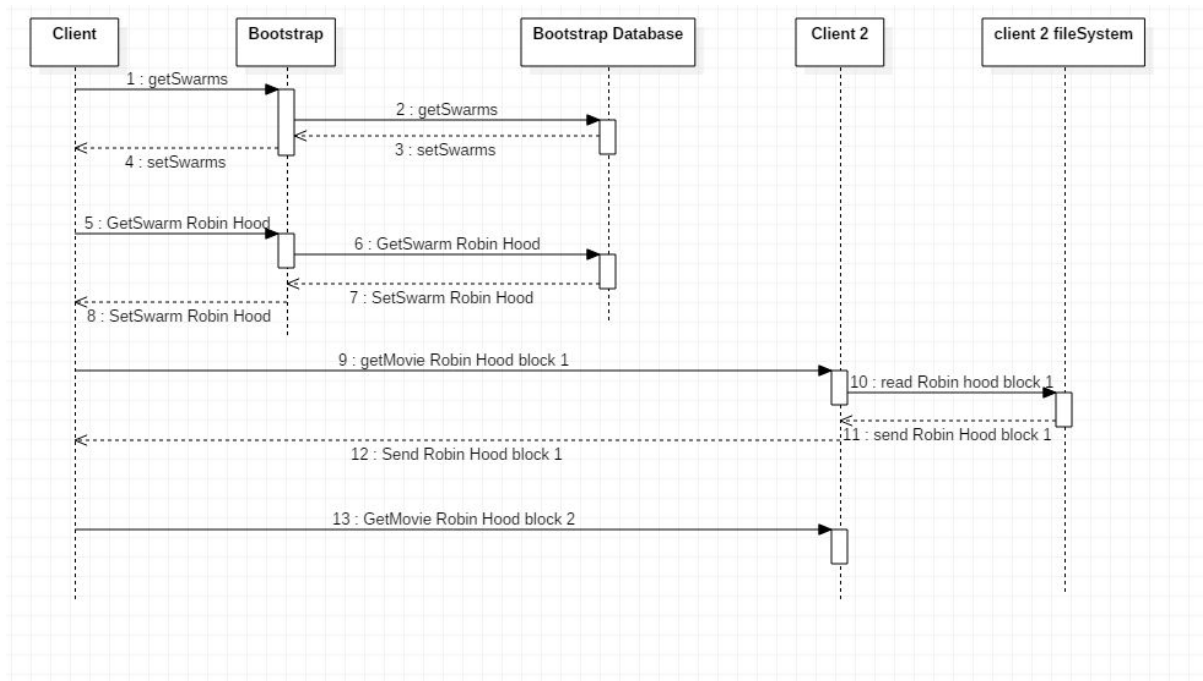 Client
Bootstrap
Bootstrap Database
Client 2
client 2 fileSystem
1 : getSwarms
2 : getSwarms
3 : setSwarms
4 : setSwarms
5 : GetSwarm Robin Hood
6 : GetSwarm Robin Hood
7 : SetSwarm Robin Hood
8 : SetSwarm Robin Hood
9 : getMovie Robin Hood block 1
10 : read Robin hood block 1
11 : send Robin Hood block 1
12 : Send Robin Hood block 1
13 : GetMovie Robin Hood block 2